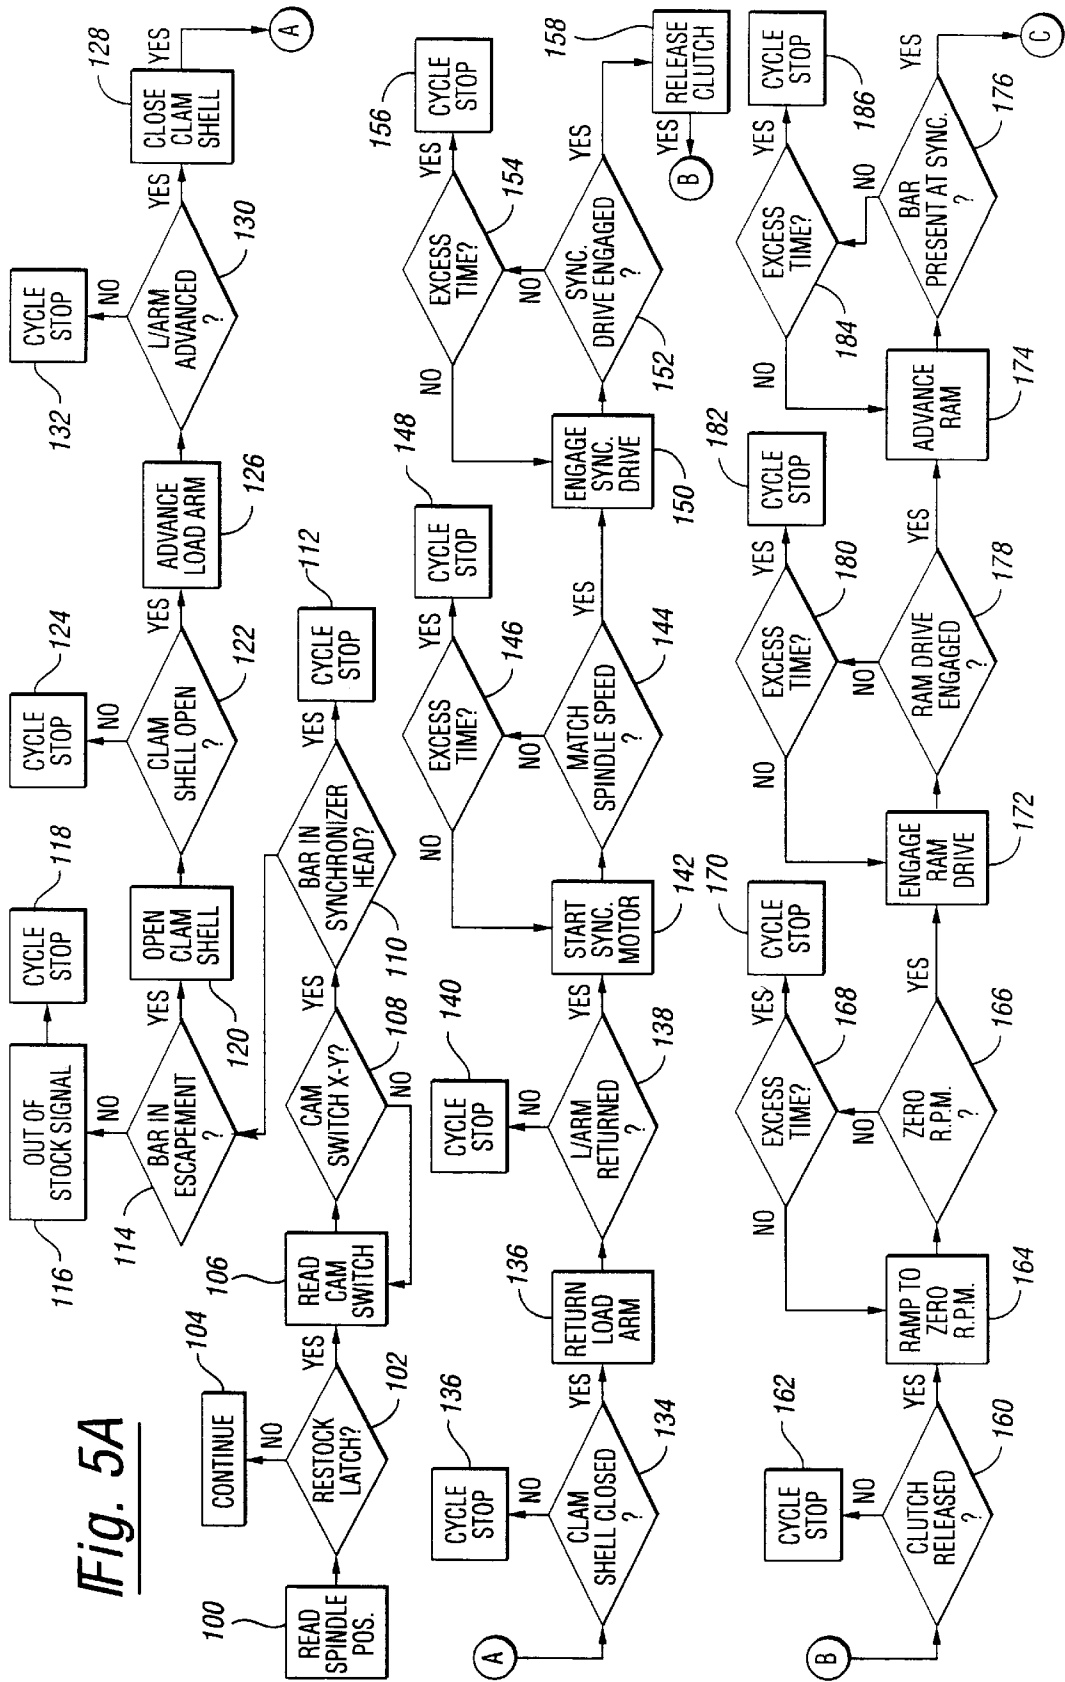 Fig. 5A
116
OUT OF
STOCK SIGNAL
118
CYCLE
STOP
124
CYCLE
STOP
132
CYCLE
STOP
NO
NO
NO
114
BAR IN
ESCAPEMENT
?
YES
120
OPEN
CLAM
SHELL
CLAM
SHELL OPEN
?
122
YES
ADVANCE
LOAD ARM
126
L/ARM
ADVANCED
?
130
YES
128
CLOSE
CLAM
SHELL
YES
A
104
CONTINUE
NO
100
READ
SPINDLE
POS.
RESTOCK
LATCH?
102
YES
106
READ
CAM
SWITCH
CAM
SWITCH X-Y?
108
NO
YES
BAR IN
SYNCHRONIZER
HEAD?
110
YES
112
CYCLE
STOP
136
CYCLE
STOP
NO
A
CLAM
SHELL CLOSED
?
134
YES
136
RETURN
LOAD
ARM
140
CYCLE
STOP
NO
L/ARM
RETURNED
?
138
YES
START
SYNC.
MOTOR
142
NO
EXCESS
TIME?
146
YES
148
CYCLE
STOP
NO
MATCH
SPINDLE SPEED
?
144
YES
ENGAGE
SYNC.
DRIVE
150
NO
EXCESS
TIME?
154
YES
156
CYCLE
STOP
NO
SYNC.
DRIVE ENGAGED
?
152
YES
158
RELEASE
CLUTCH
YES
B
162
CYCLE
STOP
NO
B
CLUTCH
RELEASED
?
160
YES
RAMP TO
ZERO
R.P.M.
164
NO
EXCESS
TIME?
168
YES
170
CYCLE
STOP
NO
ZERO
R.P.M.
?
166
YES
ENGAGE
RAM
DRIVE
172
NO
EXCESS
TIME?
180
YES
182
CYCLE
STOP
NO
RAM DRIVE
ENGAGED
?
178
YES
ADVANCE
RAM
174
NO
EXCESS
TIME?
184
YES
CYCLE
STOP
186
NO
BAR
PRESENT AT SYNC.
?
176
YES
C